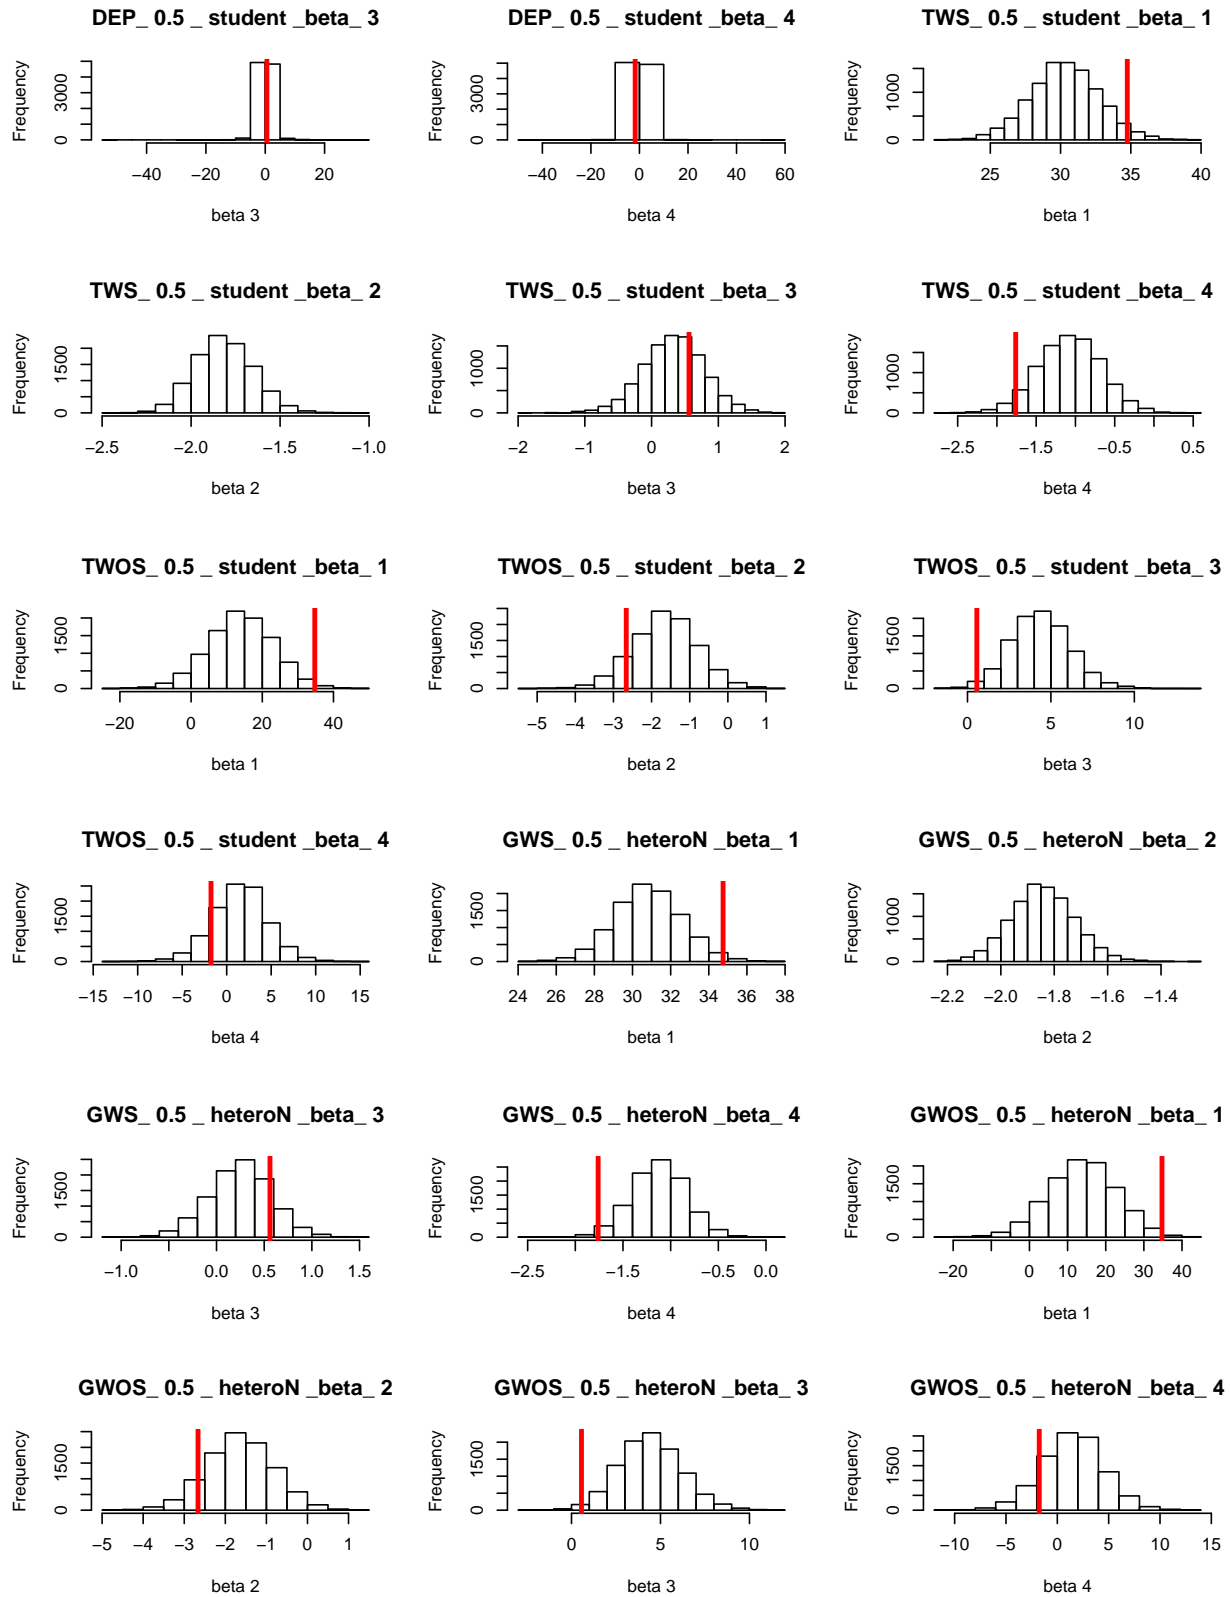 DEP_ 0.5 _ student _beta_ 3
Frequency
0 3000
−40 −20 0 20
beta 3
DEP_ 0.5 _ student _beta_ 4
Frequency
0 3000
−40 −20 0 20 40 60
beta 4
TWS_ 0.5 _ student _beta_ 1
Frequency
0 1000
25 30 35 40
beta 1
TWS_ 0.5 _ student _beta_ 2
Frequency
0 1500
−2.5 −2.0 −1.5 −1.0
beta 2
TWS_ 0.5 _ student _beta_ 3
Frequency
0 1000
−2 −1 0 1 2
beta 3
TWS_ 0.5 _ student _beta_ 4
Frequency
0 1000
−2.5 −1.5 −0.5 0.5
beta 4
TWOS_ 0.5 _ student _beta_ 1
Frequency
0 1500
−20 0 20 40
beta 1
TWOS_ 0.5 _ student _beta_ 2
Frequency
0 1500
−5 −4 −3 −2 −1 0 1
beta 2
TWOS_ 0.5 _ student _beta_ 3
Frequency
0 1500
0 5 10
beta 3
TWOS_ 0.5 _ student _beta_ 4
Frequency
0 1500
−15 −10 −5 0 5 10 15
beta 4
GWS_ 0.5 _ heteroN _beta_ 1
Frequency
0 1500
24 26 28 30 32 34 36 38
beta 1
GWS_ 0.5 _ heteroN _beta_ 2
Frequency
0 1000
−2.2 −2.0 −1.8 −1.6 −1.4
beta 2
GWS_ 0.5 _ heteroN _beta_ 3
Frequency
0 1500
−1.0 0.0 0.5 1.0 1.5
beta 3
GWS_ 0.5 _ heteroN _beta_ 4
Frequency
0 1500
−2.5 −1.5 −0.5 0.0
beta 4
GWOS_ 0.5 _ heteroN _beta_ 1
Frequency
0 1500
−20 0 10 20 30 40
beta 1
GWOS_ 0.5 _ heteroN _beta_ 2
Frequency
0 1500
−5 −4 −3 −2 −1 0 1
beta 2
GWOS_ 0.5 _ heteroN _beta_ 3
Frequency
0 1500
0 5 10
beta 3
GWOS_ 0.5 _ heteroN _beta_ 4
Frequency
0 1500
−10 −5 0 5 10 15
beta 4